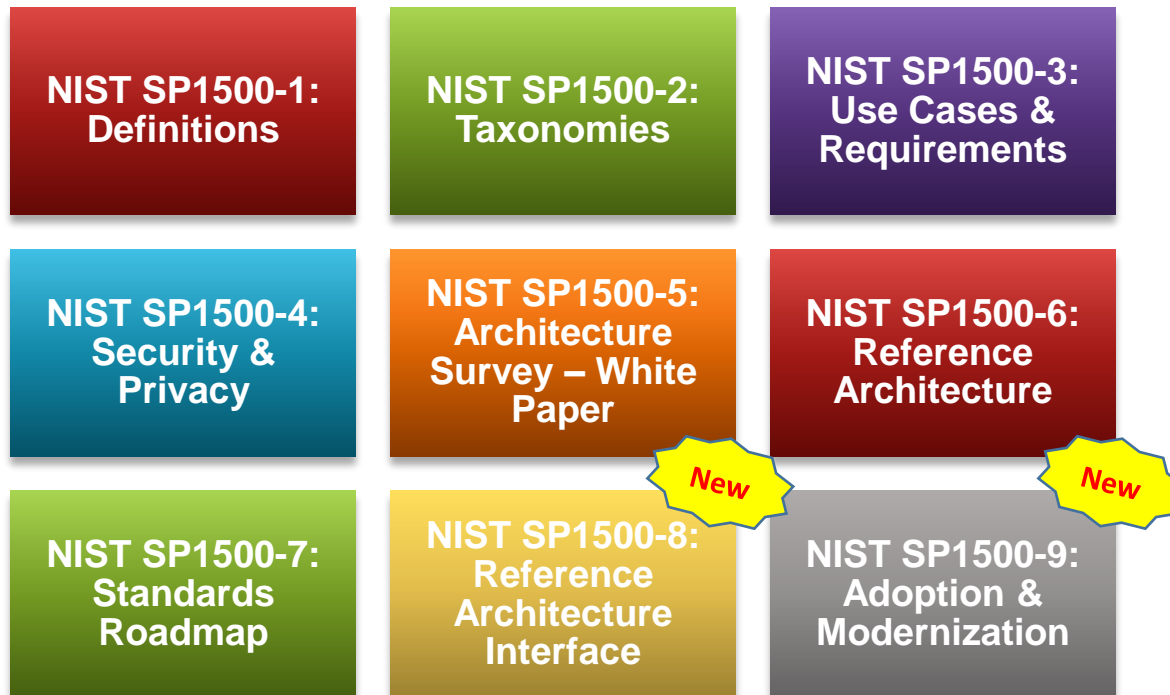 NIST SP1500-1:
Definitions
NIST SP1500-2:
Taxonomies
NIST SP1500-3:
Use Cases &
Requirements
NIST SP1500-4:
Security &
Privacy
NIST SP1500-5:
Architecture
Survey – White
Paper
NIST SP1500-6:
Reference
Architecture
NIST SP1500-7:
Standards
Roadmap
New
NIST SP1500-8:
Reference
Architecture
Interface
New
NIST SP1500-9:
Adoption &
Modernization